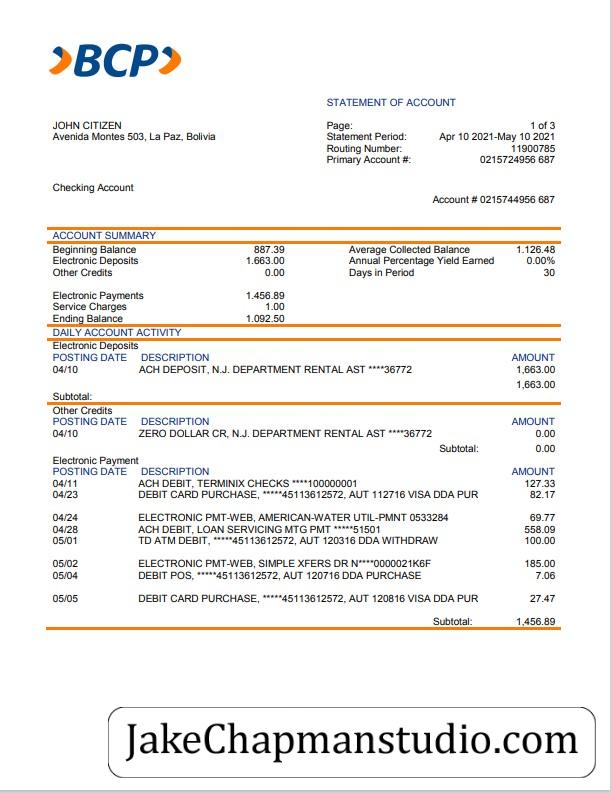 BCP
STATEMENT OF ACCOUNT
JOHN CITIZEN
Avenida Montes 503, La Paz, Bolivia
Page: 1 of 3
Statement Period: Apr 10 2021-May 10 2021
Routing Number: 11900785
Primary Account #: 0215724956 687
Checking Account
Account # 0215744956 687
ACCOUNT SUMMARY
Beginning Balance 887.39 Average Collected Balance 1.126.48
Electronic Deposits 1.663.00 Annual Percentage Yield Earned 0.00%
Other Credits 0.00 Days in Period 30
Electronic Payments 1.456.89
Service Charges 1.00
Ending Balance 1.092.50
DAILY ACCOUNT ACTIVITY
Electronic Deposits
POSTING DATE DESCRIPTION AMOUNT
04/10 ACH DEPOSIT, N.J. DEPARTMENT RENTAL AST ****36772 1,663.00
1,663.00
Subtotal:
Other Credits
POSTING DATE DESCRIPTION AMOUNT
04/10 ZERO DOLLAR CR, N.J. DEPARTMENT RENTAL AST ****36772 0.00
Subtotal: 0.00
Electronic Payment
POSTING DATE DESCRIPTION AMOUNT
04/11 ACH DEBIT, TERMINIX CHECKS ****100000001 127.33
04/23 DEBIT CARD PURCHASE, *****45113612572, AUT 112716 VISA DDA PUR 82.17
04/24 ELECTRONIC PMT-WEB, AMERICAN-WATER UTIL-PMNT 0533284 69.77
04/28 ACH DEBIT, LOAN SERVICING MTG PMT *****51501 558.09
05/01 TD ATM DEBIT, *****45113612572, AUT 120316 DDA WITHDRAW 100.00
05/02 ELECTRONIC PMT-WEB, SIMPLE XFERS DR N****0000021K6F 185.00
05/04 DEBIT POS, *****45113612572, AUT 120716 DDA PURCHASE 7.06
05/05 DEBIT CARD PURCHASE, *****45113612572, AUT 120816 VISA DDA PUR 27.47
Subtotal: 1,456.89
JakeChapmanstudio.com